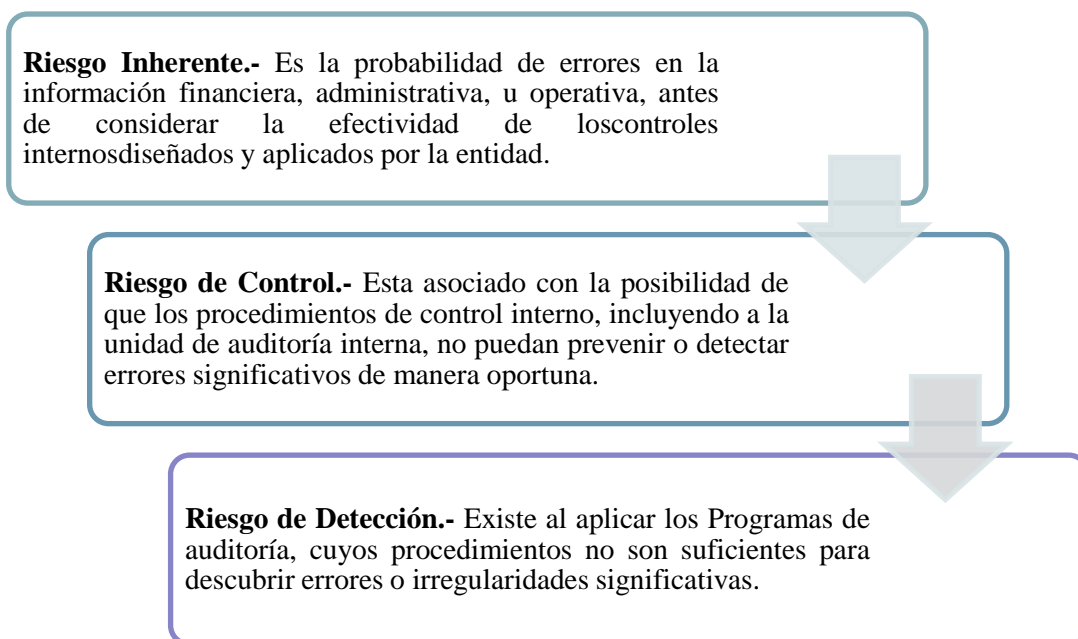 Riesgo Inherente.- Es la probabilidad de errores en la
información financiera, administrativa, u operativa, antes
de considerar la efectividad de loscontroles
internosdiseñados y aplicados por la entidad.
Riesgo de Control.- Esta asociado con la posibilidad de
que los procedimientos de control interno, incluyendo a la
unidad de auditoría interna, no puedan prevenir o detectar
errores significativos de manera oportuna.
Riesgo de Detección.- Existe al aplicar los Programas de
auditoría, cuyos procedimientos no son suficientes para
descubrir errores o irregularidades significativas.